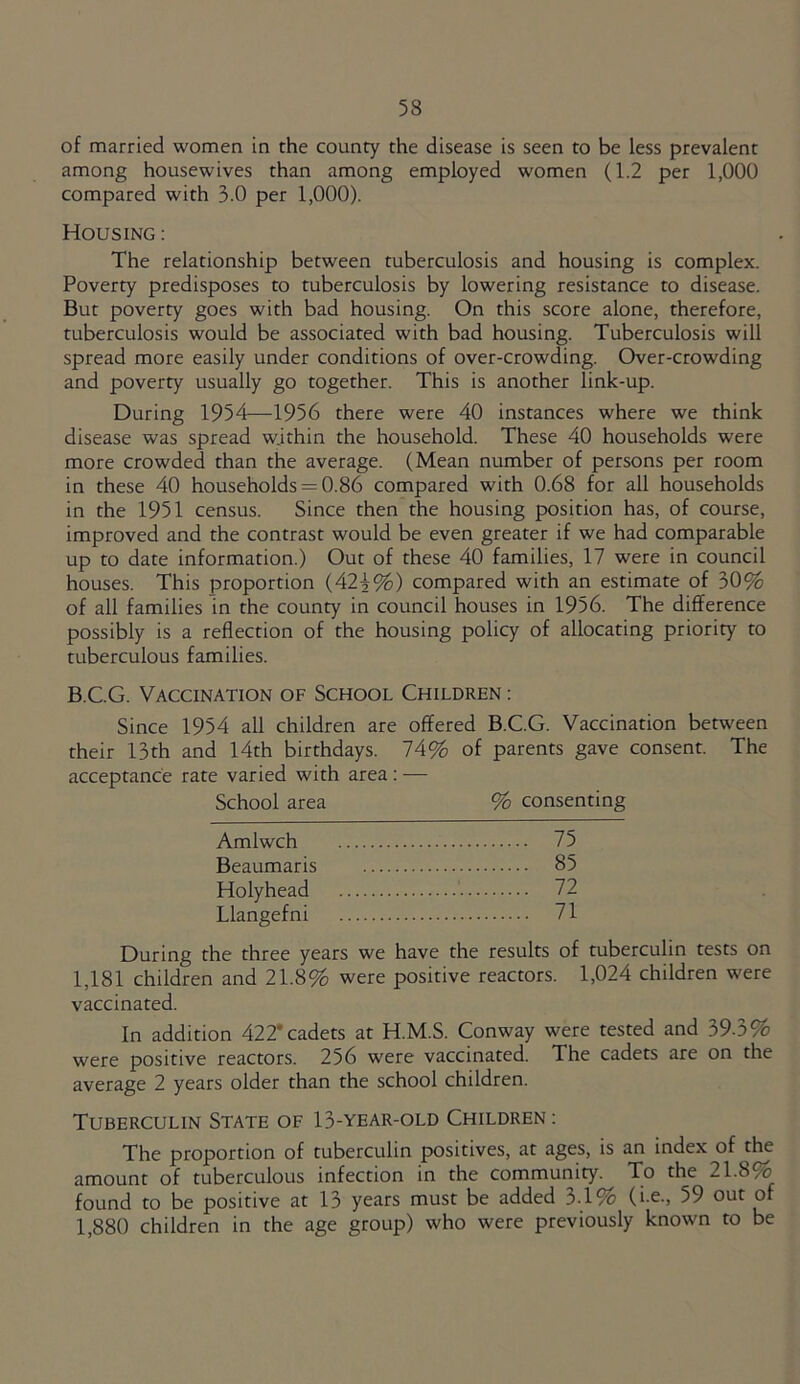 58
of married women in the county the disease is seen to be less prevalent
among housewives than among employed women (1.2 per 1,000
compared with 3.0 per 1,000).
HOUSING:
The relationship between tuberculosis and housing is complex.
Poverty predisposes to tuberculosis by lowering resistance to disease.
But poverty goes with bad housing. On this score alone, therefore,
tuberculosis would be associated with bad housing. Tuberculosis will
spread more easily under conditions of over-crowding. Over-crowding
and poverty usually go together. This is another link-up.
During 1954—1956 there were 40 instances where we think
disease was spread within the household. These 40 households were
more crowded than the average. (Mean number of persons per room
in these 40 households=0.86 compared with 0.68 for all households
in the 1951 census. Since then the housing position has, of course,
improved and the contrast would be even greater if we had comparable
up to date information.) Out of these 40 families, 17 were in council
houses. This proportion (42½%) compared with an estimate of 30%
of all families in the county in council houses in 1956. The difference
possibly is a reflection of the housing policy of allocating priority to
tuberculous families.
B.C.G. VACCINATION OF SCHOOL CHILDREN:
Since 1954 all children are offered B.C.G. Vaccination between
their 13th and 14th birthdays. 74% of parents gave consent. The
acceptance rate varied with area:—
School area % consenting
Amlwch .......................... 75
Beaumaris ....................... 85
Holyhead .......................... 72
Llangefni .......................... 71
During the three years we have the results of tuberculin tests on
1,181 children and 21.8% were positive reactors. 1,024 children were
vaccinated.
In addition 422 cadets at H.M.S. Conway were tested and 39.3%
were positive reactors. 256 were vaccinated. The cadets are on the
average 2 years older than the school children.
TUBERCULIN STATE OF 13-YEAR-OLD CHILDREN:
The proportion of tuberculin positives, at ages, is an index of the
amount of tuberculous infection in the community. To the 21.8%
found to be positive at 13 years must be added 3.1% (i.e., 59 out of
1,880 children in the age group) who were previously known to be